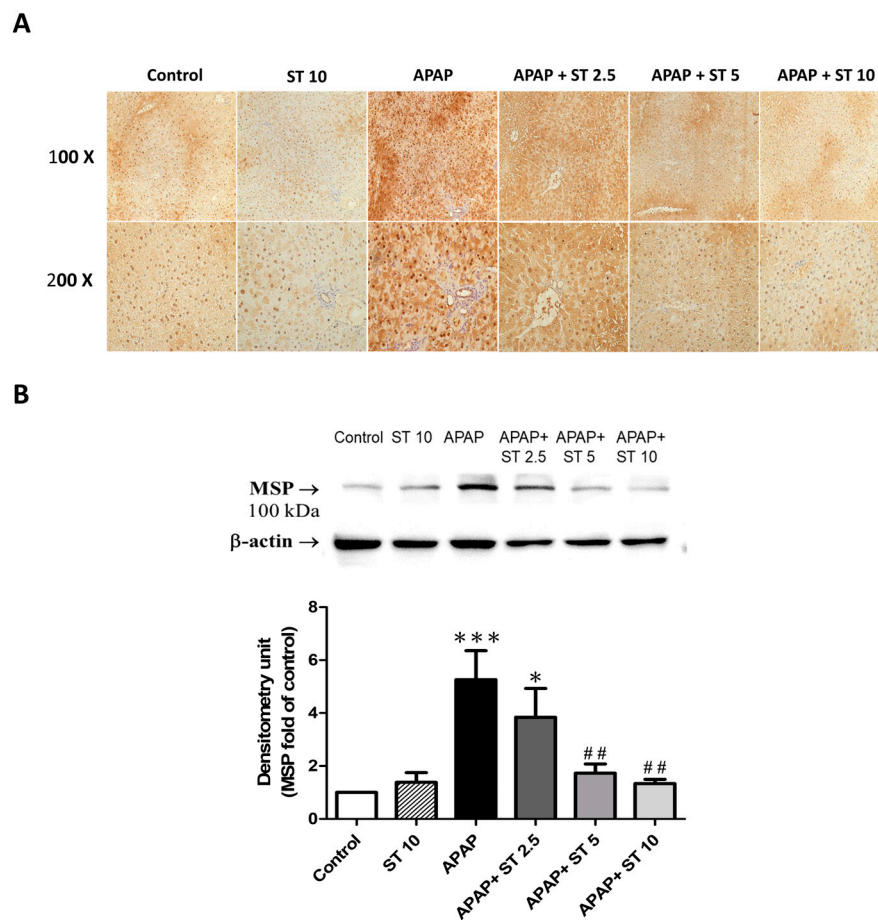 A
Control ST 10 APAP APAP + ST 2.5 APAP + ST 5 APAP + ST 10
100 X
200 X
B
Control ST 10 APAP APAP+ APAP+ APAP+
ST 2.5 ST 5 ST 10
MSP →
100 kDa
β-actin →
Densitometry unit
(MSP fold of control)
8
6
4
2
0
***
*
##
##
Control
ST 10
APAP
APAP+ ST 2.5
APAP+ ST 5
APAP+ ST 10